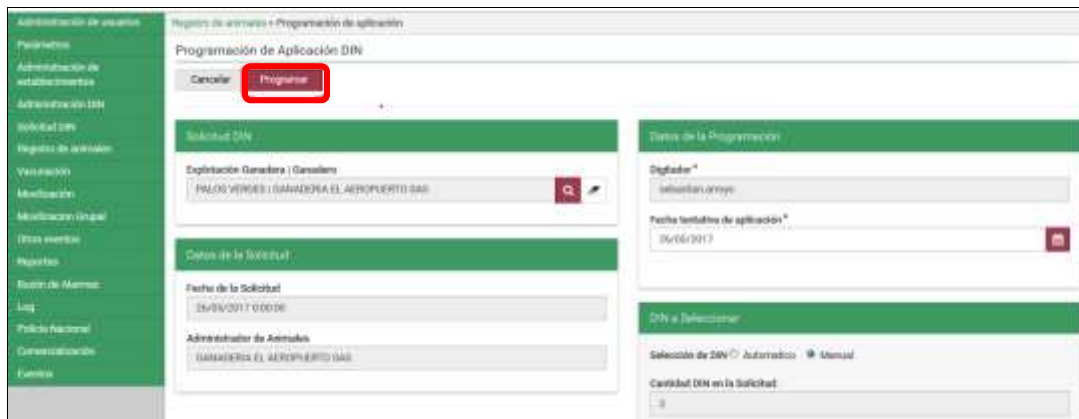 Administración de usuarios
Parámetros
Administración de
establecimientos
Administración DIN
Solicitud DIN
Registro de animales
Vacunación
Movilización
Movilizacion Grupal
Otros eventos
Reportes
Buzón de Alarmas
Log
Policía Nacional
Comercialización
Eventos
Registro de animales » Programación de aplicación
Programación de Aplicación DIN
Cancelar Programar
Solicitud DIN
Explotación Ganadera | Ganadero
PALOS VERDES | GANADERIA EL AEROPUERTO SAS
Datos de la Solicitud
Fecha de la Solicitud
26/05/2017 0:00:00
Administrador de Animales
GANADERIA EL AEROPUERTO SAS
Datos de la Programación
Digitador *
sebastian.arroyo
Fecha tentativa de aplicación *
26/05/2017
DIN a Seleccionar
Selección de DIN Automatico Manual
Cantidad DIN en la Solicitud